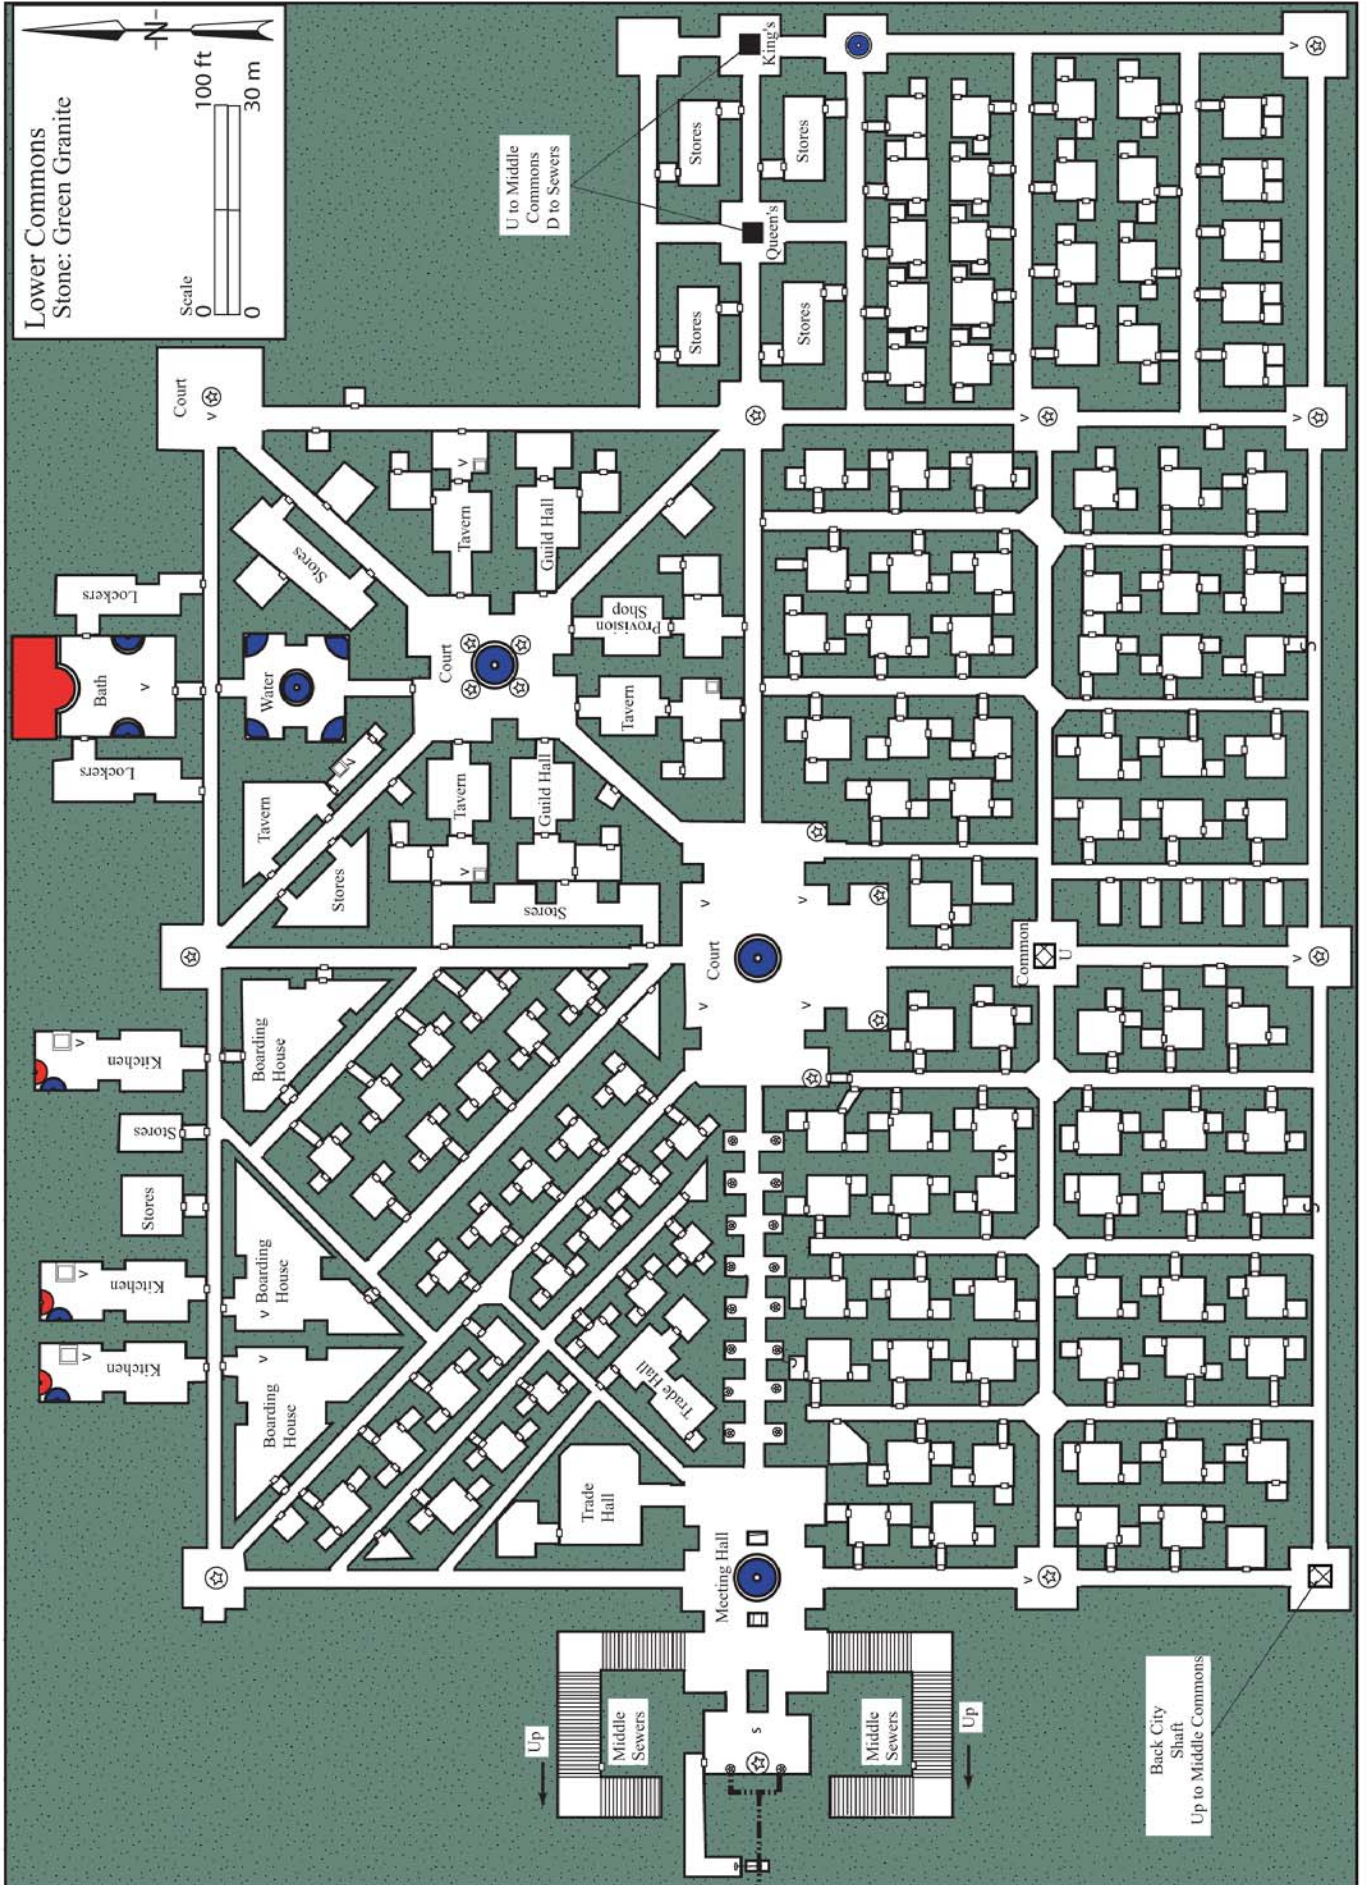 Lower Commons
Stone: Green Granite
Scale
0
100 ft
0
30 m
-N-
U to Middle
Commons
D to Sewers
King's
Queen's
Stores
Stores
Stores
Stores
Court
v
v
Lockers
Bath
v
Lockers
Water
Stores
Tavern
v
Guild Hall
Court
Provision
Shop
Tavern
Tavern
v
Guild Hall
Tavern
v
Stores
Stores
Court
v
v
v
v
Common
U
Kitchen
v
Stores
Stores
Kitchen
v
Kitchen
v
Boarding
House
Boarding
House
v
Boarding
House
v
Trade Hall
Trade
Hall
Meeting Hall
Middle
Sewers
Up
Middle
Sewers
Up
s
S
S
S
v
v
v
v
v
Back City
Shaft
Up to Middle Commons